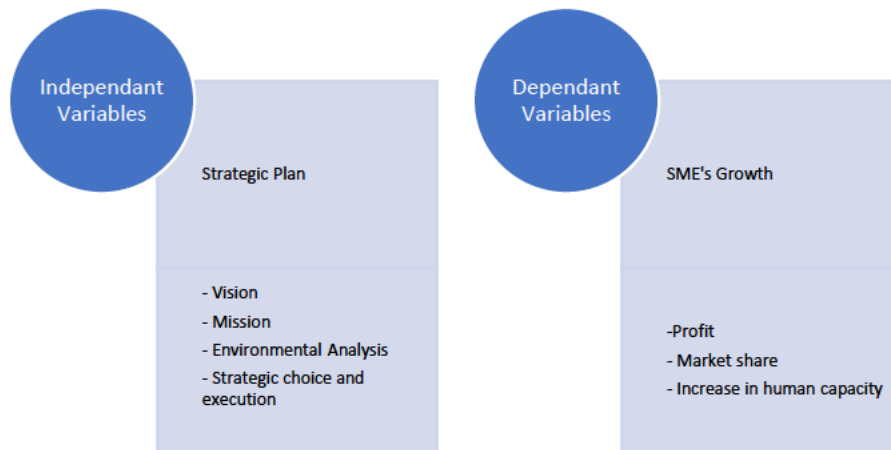 Independant
Variables
Strategic Plan
- Vision
- Mission
- Environmental Analysis
- Strategic choice and
execution
Dependant
Variables
SME's Growth
-Profit
- Market share
- Increase in human capacity